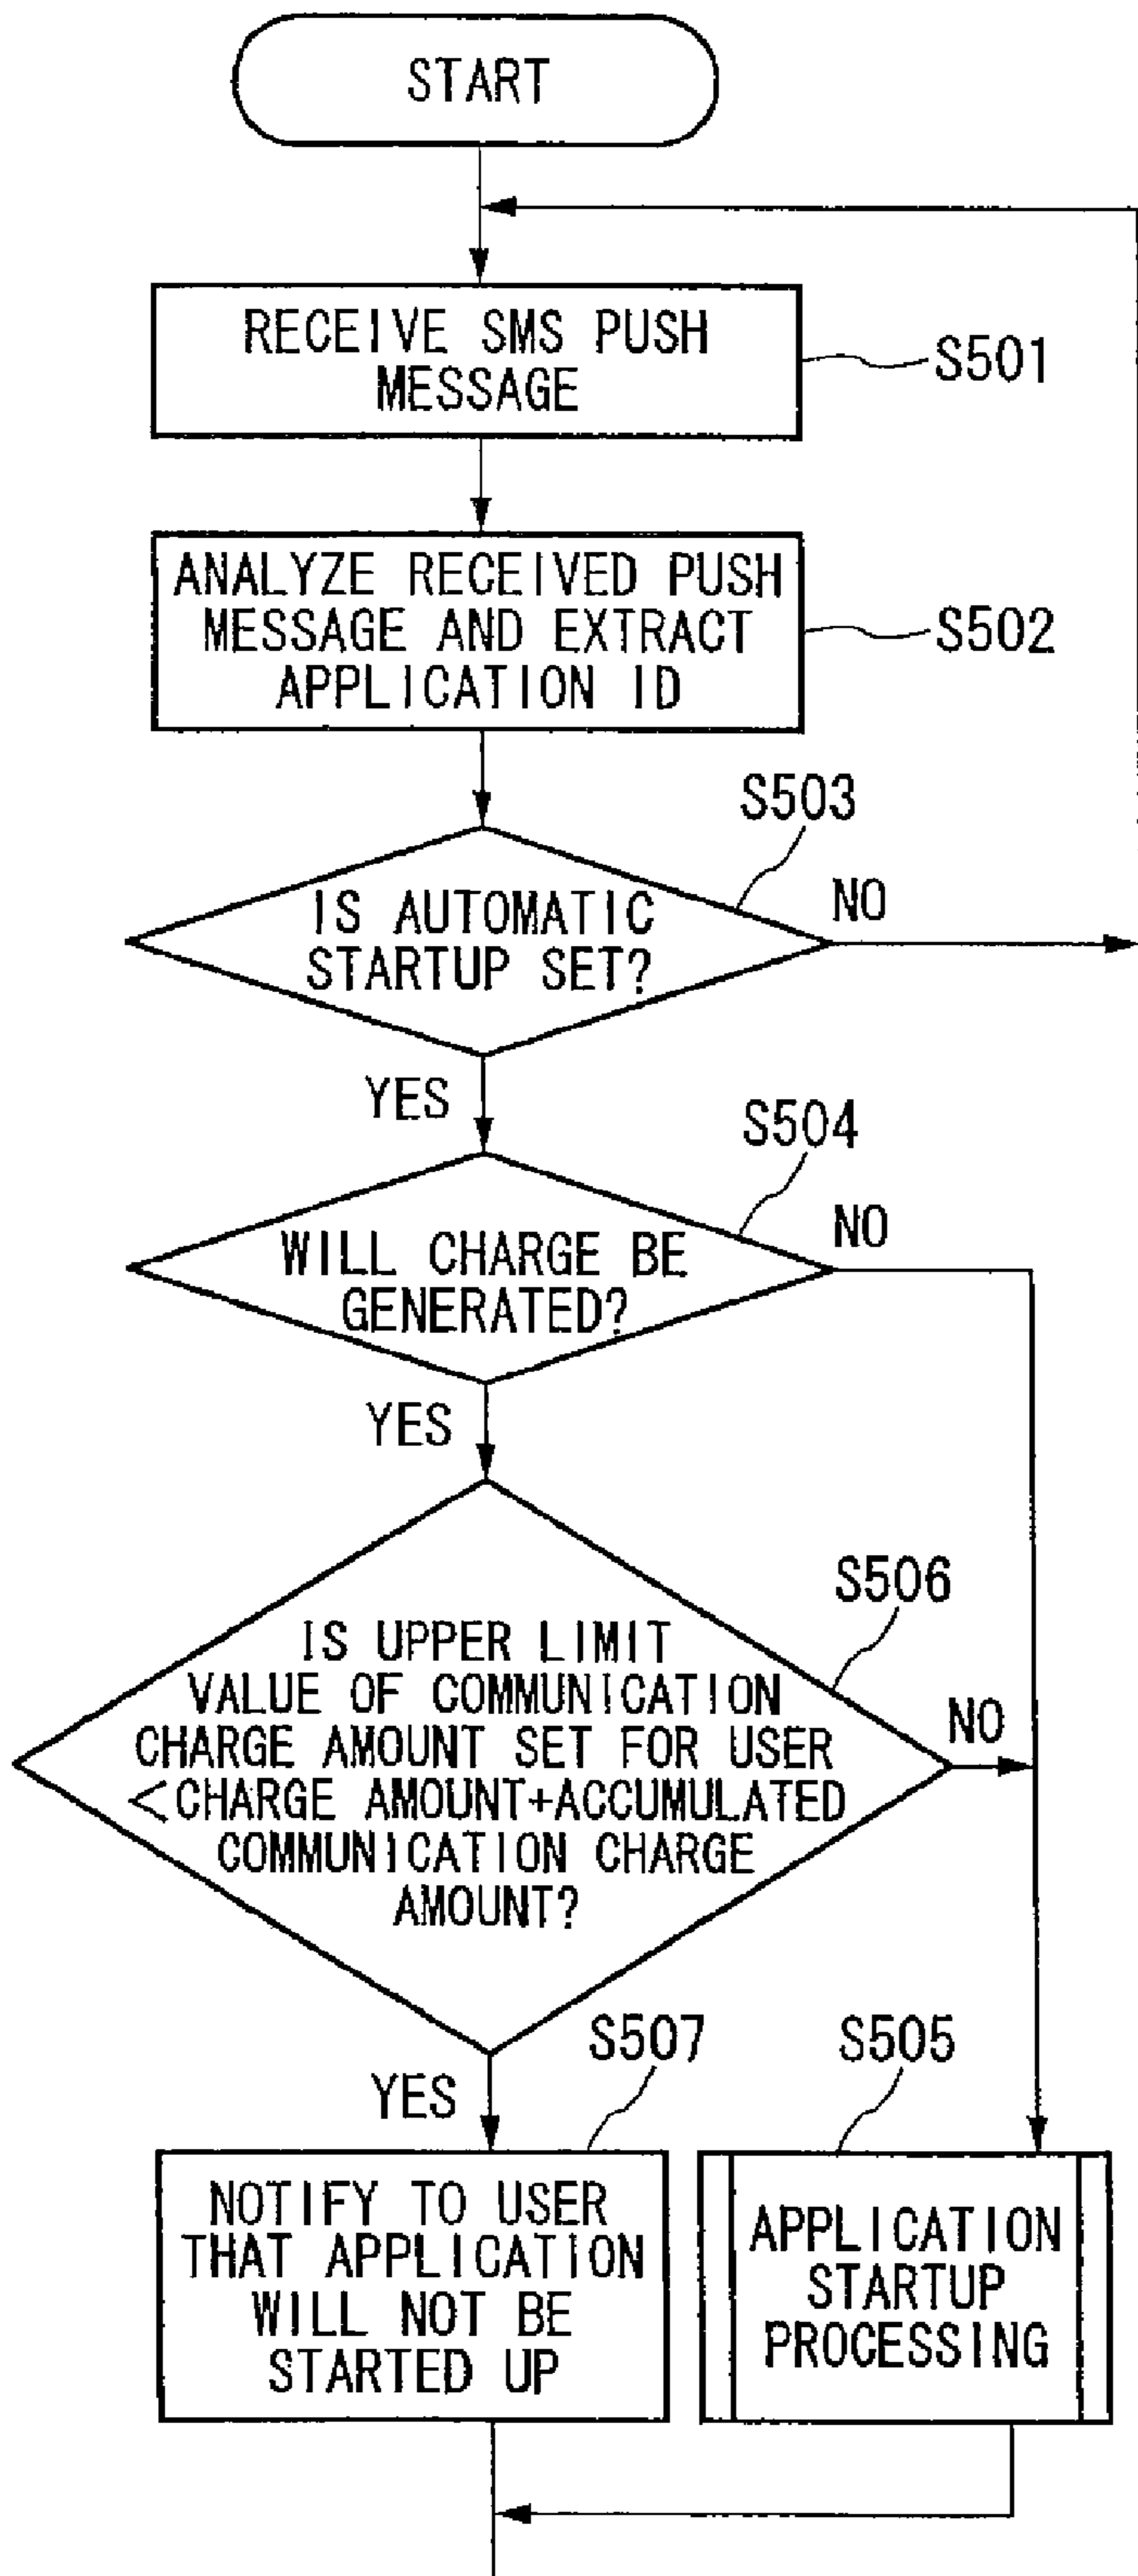 START
RECEIVE SMS PUSH
MESSAGE
S501
ANALYZE RECEIVED PUSH
MESSAGE AND EXTRACT
APPLICATION ID
S502
S503
IS AUTOMATIC
STARTUP SET?
NO
YES
S504
WILL CHARGE BE
GENERATED?
NO
YES
S506
IS UPPER LIMIT
VALUE OF COMMUNICATION
CHARGE AMOUNT SET FOR USER
<CHARGE AMOUNT+ACCUMULATED
COMMUNICATION CHARGE
AMOUNT?
NO
YES
S507
NOTIFY TO USER
THAT APPLICATION
WILL NOT BE
STARTED UP
S505
APPLICATION
STARTUP
PROCESSING